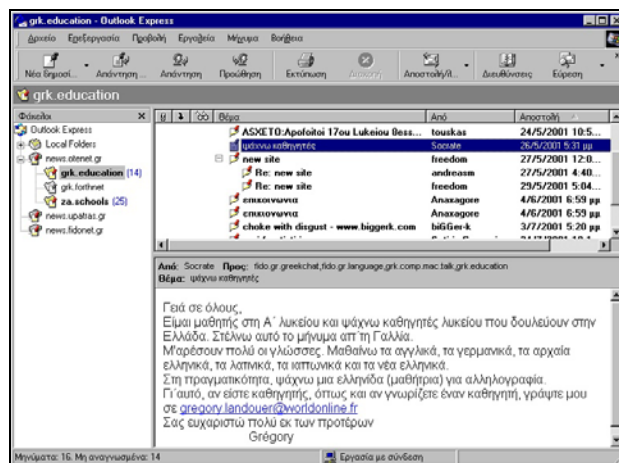 grk.education - Outlook Express
Αρχείο Επεξεργασία Προβολή Εργαλεία Μήνυμα Βοήθεια
Νέα δημοσί... Απάντηση ... Απάντηση Προώθηση Εκτύπωση Διακοπή Αποστολή/λ... Διευθύνσεις Εύρεση
grk.education
Φάκελοι
Outlook Express
Local Folders
news.otenet.gr
grk.education (14)
grk.forthnet
za.schools (25)
news.upatras.gr
news.fidonet.gr
Θέμα Από Αποστολή
ΑΣΧΕΤΟ:Apofoitoi 17ou Lukeiou thess... touskas 24/5/2001 10:5...
ψάχνω καθηγητές Socrate 26/5/2001 5:31 μμ
new site freedom 27/5/2001 12:0...
Re: new site andreasm 27/5/2001 4:40...
Re: new site freedom 29/5/2001 5:04...
επικοινωνια Anaxagore 4/6/2001 6:59 μμ
επικοινωνια Anaxagore 4/6/2001 6:59 μμ
choke with disgust - www.biggerk.com biGGer-k 3/7/2001 5:20 μμ
Από: Socrate Προς: fido.gr.greekchat,fido.gr.language,grk.comp.mac.talk,grk.education
Θέμα: ψάχνω καθηγητές
Γειά σε όλους,
Είμαι μαθητής στη Α΄ λυκείου και ψάχνω καθηγητές λυκείου που δουλεύουν στην
Ελλάδα. Στέλνω αυτό το μήνυμα απ΄τη Γαλλία.
Μ'αρέσουν πολύ οι γλώσσες. Μαθαίνω τα αγγλικά, τα γερμανικά, τα αρχαία
ελληνικά, τα λατινικά, τα ιαπωνικά και τα νέα ελληνικά.
Στη πραγματικότητα, ψάχνω μια ελληνίδα (μαθήτρια) για αλληλογραφία.
Γι΄αυτό, αν είστε καθηγητής, όπως και αν γνωρίζετε έναν καθηγητή, γράψτε μου
σε gregory.landouer@worldonline.fr
Σας ευχαριστώ πολύ εκ των προτέρων
Grégory
Μηνύματα: 16. Μη αναγνωσμένα: 14 Εργασία με σύνδεση